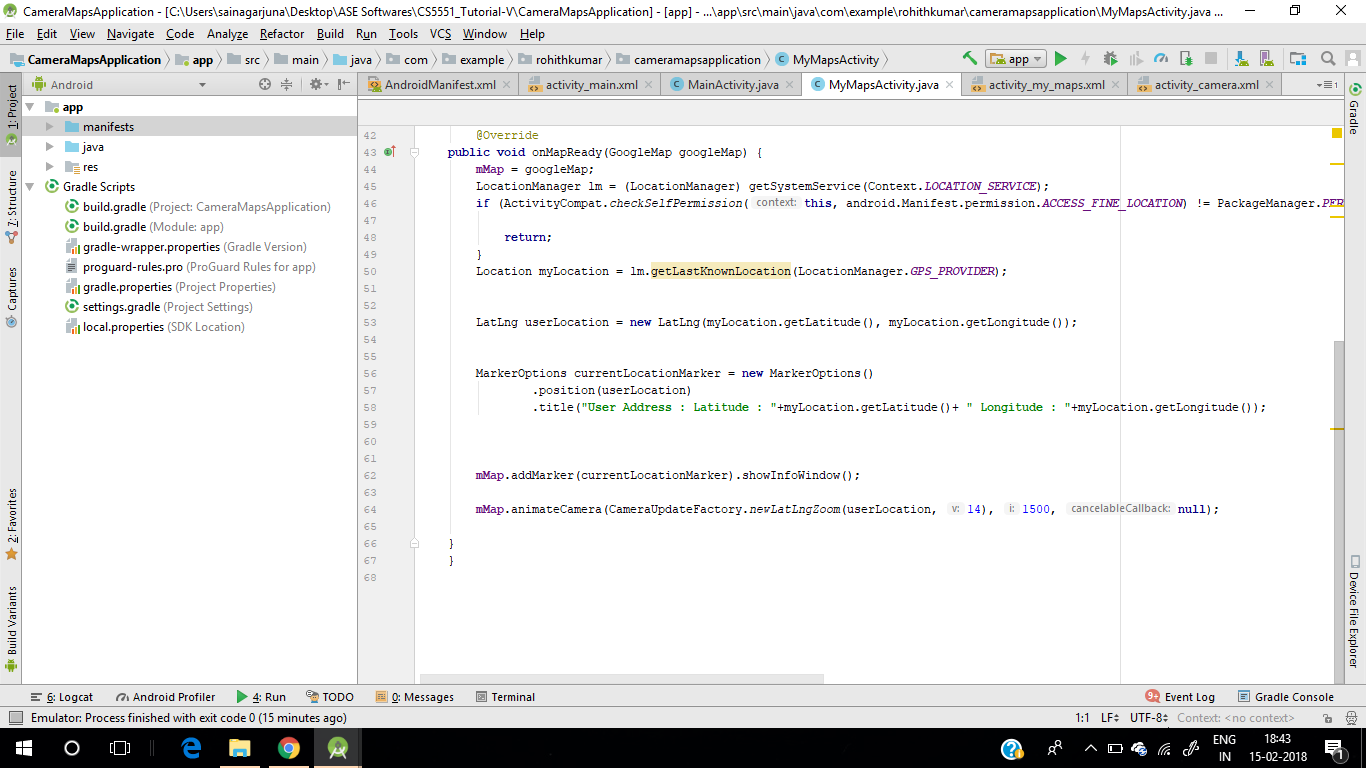 CameraMapsApplication - [C:\Users\sainagarjuna\Desktop\ASE Softwares\CS5551_Tutorial-V\CameraMapsApplication] - [app] - ...\app\src\main\java\com\example\rohithkumar\cameramapsapplication\MyMapsActivity.java ...
File Edit View Navigate Code Analyze Refactor Build Run Tools VCS Window Help
CameraMapsApplication app src main java com example rohithkumar cameramapsapplication MyMapsActivity app
Android
AndroidManifest.xml activity_main.xml MainActivity.java MyMapsActivity.java activity_my_maps.xml activity_camera.xml 1
1: Project
7: Structure
Captures
2: Favorites
Build Variants
app
manifests
java
res
Gradle Scripts
build.gradle (Project: CameraMapsApplication)
build.gradle (Module: app)
gradle-wrapper.properties (Gradle Version)
proguard-rules.pro (ProGuard Rules for app)
gradle.properties (Project Properties)
settings.gradle (Project Settings)
local.properties (SDK Location)
42 @Override
43 public void onMapReady(GoogleMap googleMap) {
44 mMap = googleMap;
45 LocationManager lm = (LocationManager) getSystemService(Context.LOCATION_SERVICE);
46 if (ActivityCompat.checkSelfPermission( context: this, android.Manifest.permission.ACCESS_FINE_LOCATION) != PackageManager.PER
47
48 return;
49 }
50 Location myLocation = lm.getLastKnownLocation(LocationManager.GPS_PROVIDER);
51
52
53 LatLng userLocation = new LatLng(myLocation.getLatitude(), myLocation.getLongitude());
54
55
56 MarkerOptions currentLocationMarker = new MarkerOptions()
57 .position(userLocation)
58 .title("User Address : Latitude : "+myLocation.getLatitude()+ " Longitude : "+myLocation.getLongitude());
59
60
61
62 mMap.addMarker(currentLocationMarker).showInfoWindow();
63
64 mMap.animateCamera(CameraUpdateFactory.newLatLngZoom(userLocation, v: 14), i: 1500, cancelableCallback: null);
65
66 }
67 }
68
Gradle
Device File Explorer
6: Logcat Android Profiler 4: Run TODO 0: Messages Terminal 9+ Event Log Gradle Console
Emulator: Process finished with exit code 0 (15 minutes ago) 1:1 LF UTF-8 Context: <no context>
ENG
IN
18:43
15-02-2018
1